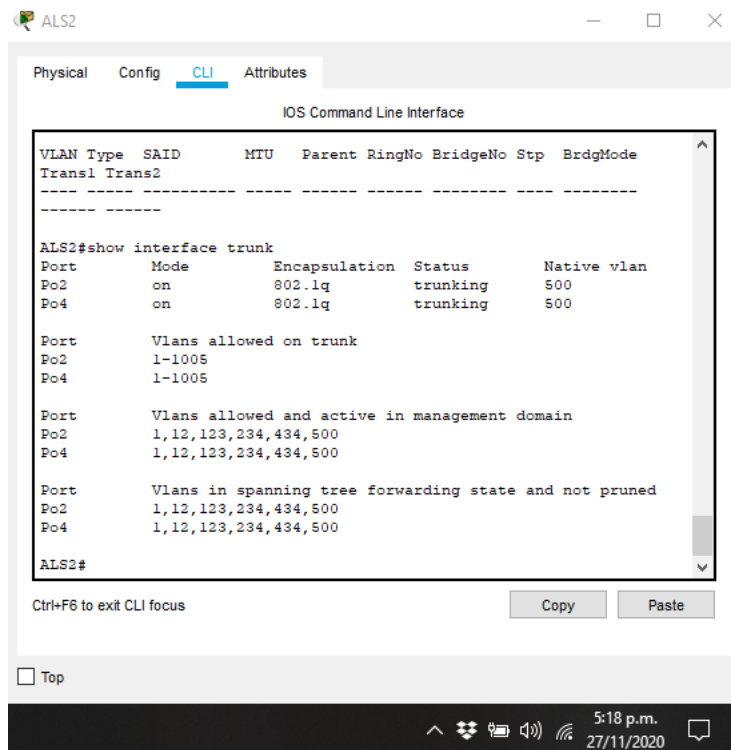 ALS2
Physical Config CLI Attributes
IOS Command Line Interface
VLAN Type  SAID       MTU   Parent RingNo BridgeNo Stp  BrdgMode
Trans1 Trans2
---- ----- ---------- ----- ------ ------ -------- ---- --------
------ ------
ALS2#show interface trunk
Port        Mode         Encapsulation  Status        Native vlan
Po2         on           802.1q         trunking      500
Po4         on           802.1q         trunking      500
Port        Vlans allowed on trunk
Po2         1-1005
Po4         1-1005
Port        Vlans allowed and active in management domain
Po2         1,12,123,234,434,500
Po4         1,12,123,234,434,500
Port        Vlans in spanning tree forwarding state and not pruned
Po2         1,12,123,234,434,500
Po4         1,12,123,234,434,500
ALS2#
Ctrl+F6 to exit CLI focus
Copy Paste
Top
5:18 p.m.
27/11/2020